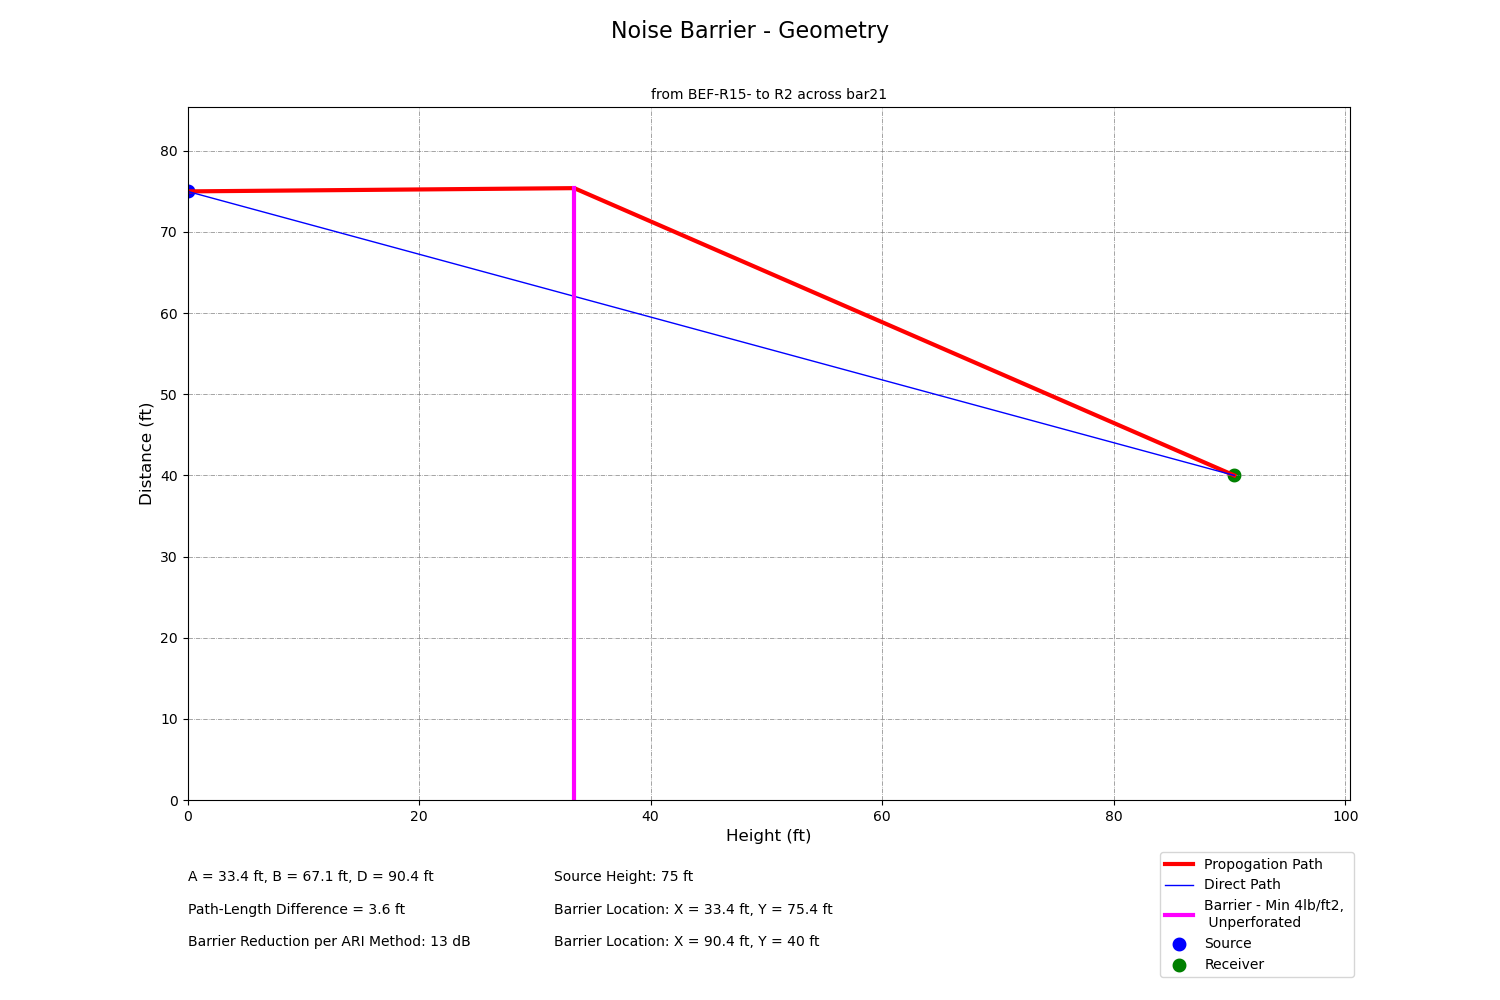 Noise Barrier - Geometry
from BEF-R15- to R2 across bar21
80
70
60
50
40
30
20
10
0
Distance (ft)
0 20 40 60 80 100
Height (ft)
A = 33.4 ft, B = 67.1 ft, D = 90.4 ft
Path-Length Difference = 3.6 ft
Barrier Reduction per ARI Method: 13 dB
Source Height: 75 ft
Barrier Location: X = 33.4 ft, Y = 75.4 ft
Barrier Location: X = 90.4 ft, Y = 40 ft
Propogation Path
Direct Path
Barrier - Min 4lb/ft2,
Unperforated
Source
Receiver